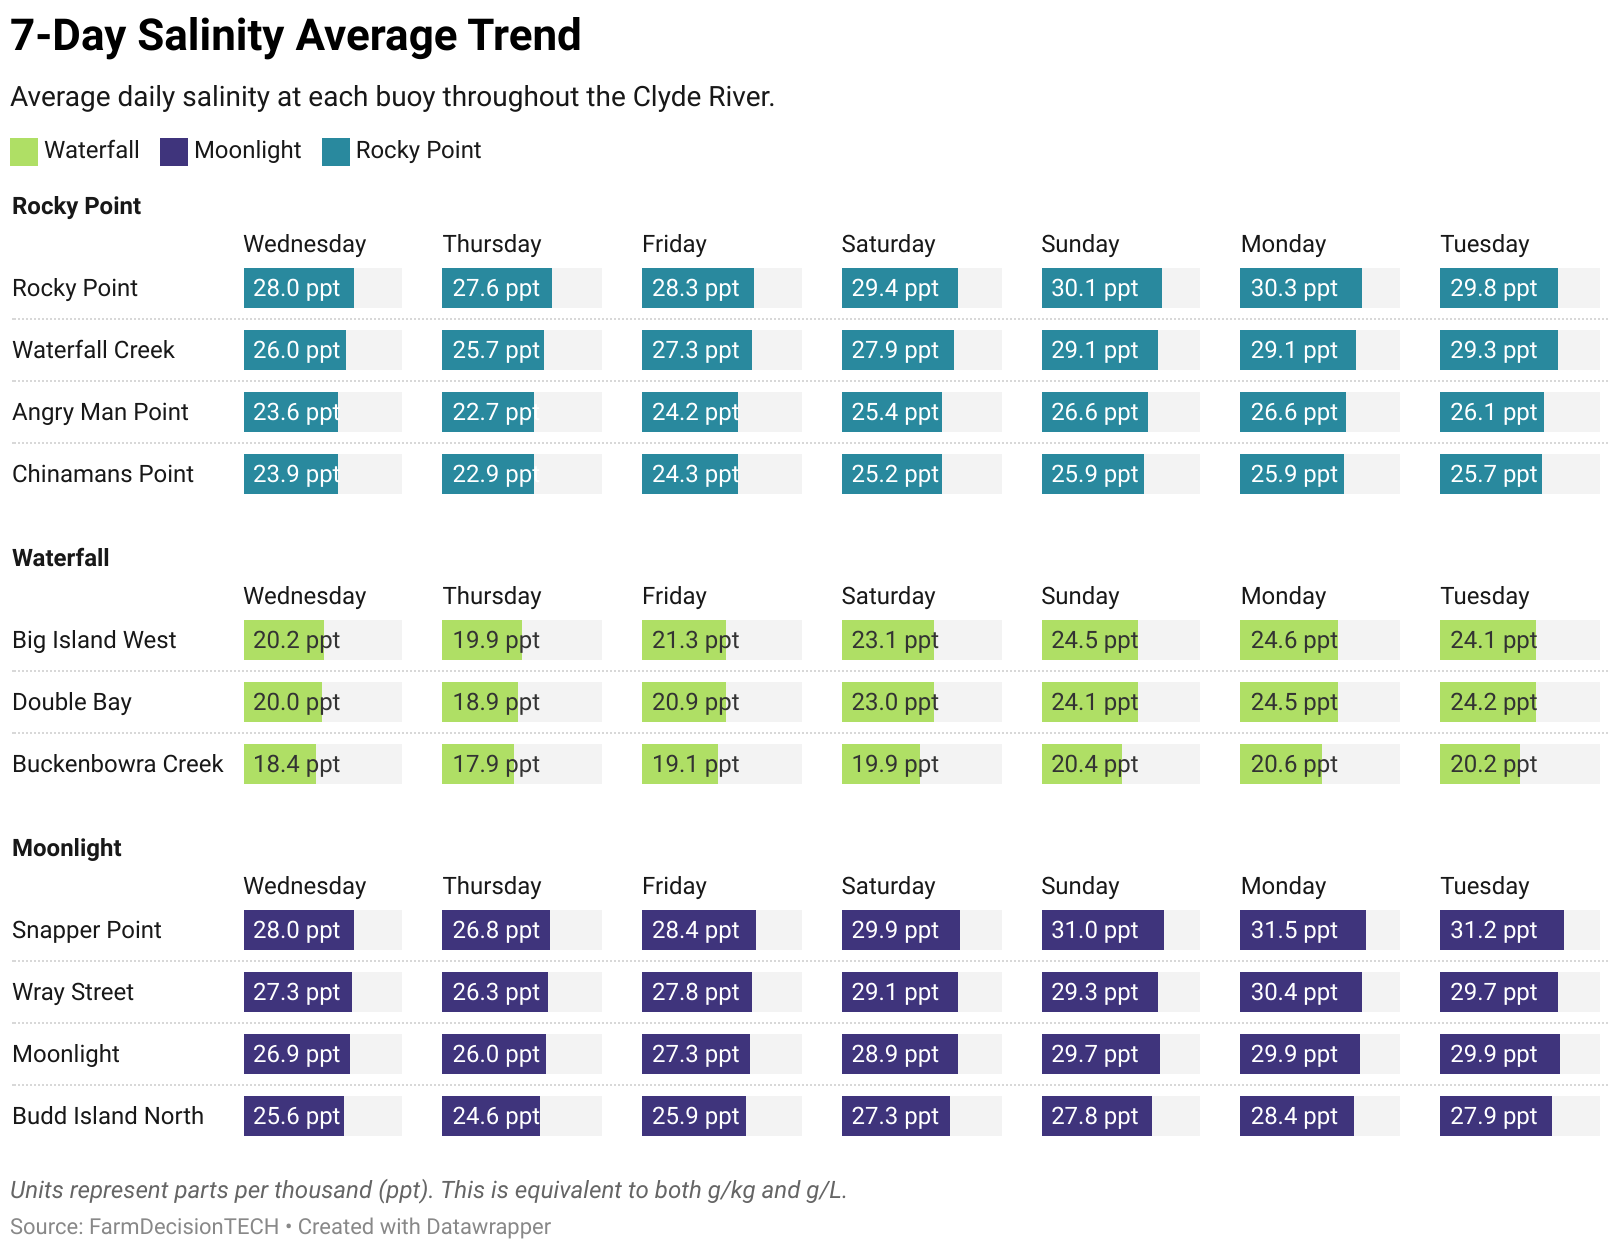 7-Day Salinity Average Trend
Average daily salinity at each buoy throughout the Clyde River.
Waterfall Moonlight Rocky Point
Rocky Point
Wednesday Thursday Friday Saturday Sunday Monday Tuesday
Rocky Point 28.0 ppt 27.6 ppt 28.3 ppt 29.4 ppt 30.1 ppt 30.3 ppt 29.8 ppt
Waterfall Creek 26.0 ppt 25.7 ppt 27.3 ppt 27.9 ppt 29.1 ppt 29.1 ppt 29.3 ppt
Angry Man Point 23.6 ppt 22.7 ppt 24.2 ppt 25.4 ppt 26.6 ppt 26.6 ppt 26.1 ppt
Chinamans Point 23.9 ppt 22.9 ppt 24.3 ppt 25.2 ppt 25.9 ppt 25.9 ppt 25.7 ppt
Waterfall
Wednesday Thursday Friday Saturday Sunday Monday Tuesday
Big Island West 20.2 ppt 19.9 ppt 21.3 ppt 23.1 ppt 24.5 ppt 24.6 ppt 24.1 ppt
Double Bay 20.0 ppt 18.9 ppt 20.9 ppt 23.0 ppt 24.1 ppt 24.5 ppt 24.2 ppt
Buckenbowra Creek 18.4 ppt 17.9 ppt 19.1 ppt 19.9 ppt 20.4 ppt 20.6 ppt 20.2 ppt
Moonlight
Wednesday Thursday Friday Saturday Sunday Monday Tuesday
Snapper Point 28.0 ppt 26.8 ppt 28.4 ppt 29.9 ppt 31.0 ppt 31.5 ppt 31.2 ppt
Wray Street 27.3 ppt 26.3 ppt 27.8 ppt 29.1 ppt 29.3 ppt 30.4 ppt 29.7 ppt
Moonlight 26.9 ppt 26.0 ppt 27.3 ppt 28.9 ppt 29.7 ppt 29.9 ppt 29.9 ppt
Budd Island North 25.6 ppt 24.6 ppt 25.9 ppt 27.3 ppt 27.8 ppt 28.4 ppt 27.9 ppt
Units represent parts per thousand (ppt). This is equivalent to both g/kg and g/L.
Source: FarmDecisionTECH • Created with Datawrapper